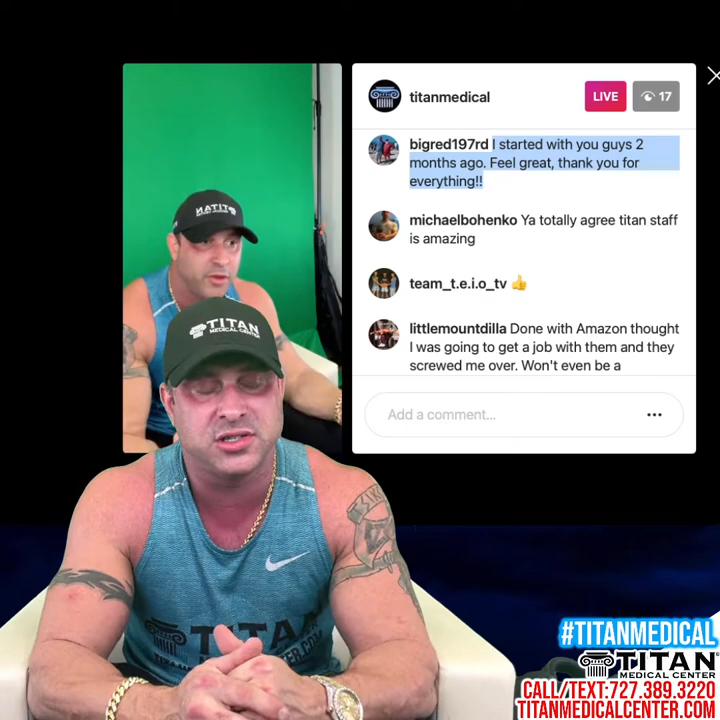 titanmedical
LIVE
17
bigred197rd I started with you guys 2
months ago. Feel great, thank you for
everything!!
michaelbohenko Ya totally agree titan staff
is amazing
team_t.e.i.o_tv 👍
littlemountdilla Done with Amazon thought
I was going to get a job with them and they
screwed me over. Won't even be a
Add a comment...
TITAN
TITAN
MEDICAL CENTER
TITAN
#TITANMEDICAL
TITAN®
MEDICAL CENTER
CALL/TEXT:727.389.3220
TITANMEDICALCENTER.COM